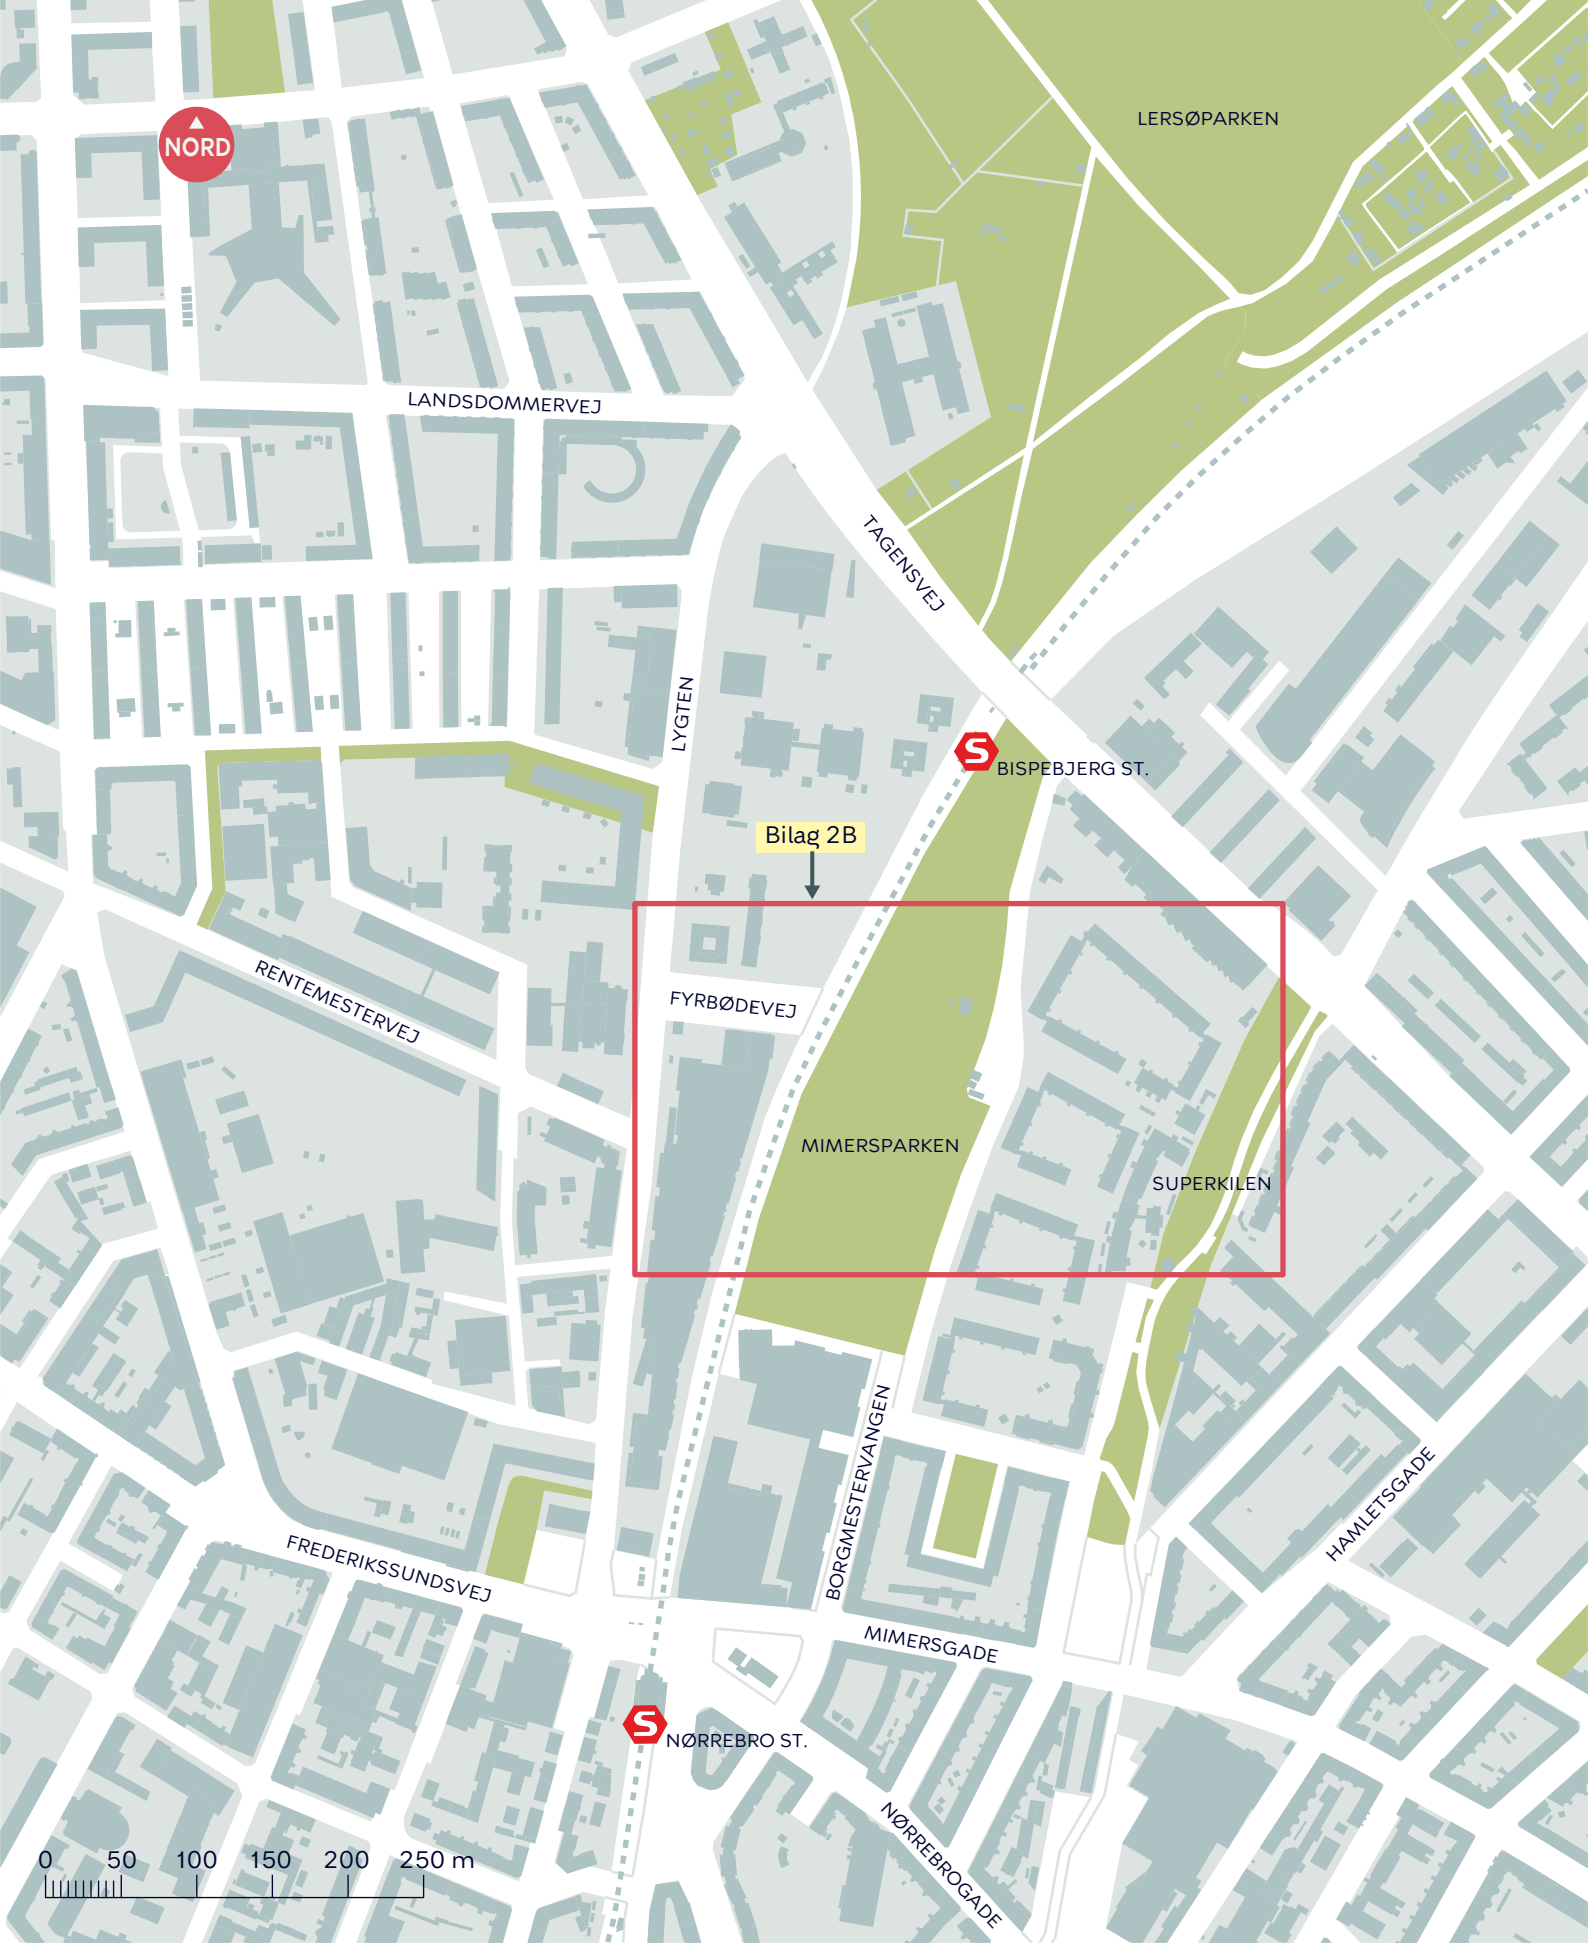 LERSØPARKEN
NORD
LANDSDOMMERVEJ
TAGENSVEJ
LYGTEN
S
BISPEBJERG ST.
Bilag 2B
RENTEMESTERVEJ
FYRBØDEVEJ
MIMERSPARKEN
SUPERKILEN
BORGMESTERVANGEN
HAMLETSGADE
FREDERIKSSUNDSVEJ
MIMERSGADE
S
NØRREBRO ST.
NØRREBROGADE
0 50 100 150 200 250 m